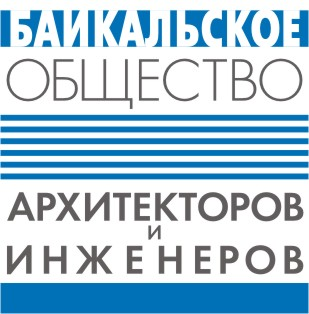 БАЙКАЛЬСКОЕ
ОБЩЕСТВО
АРХИТЕКТОРОВ
И
ИНЖЕНЕРОВ